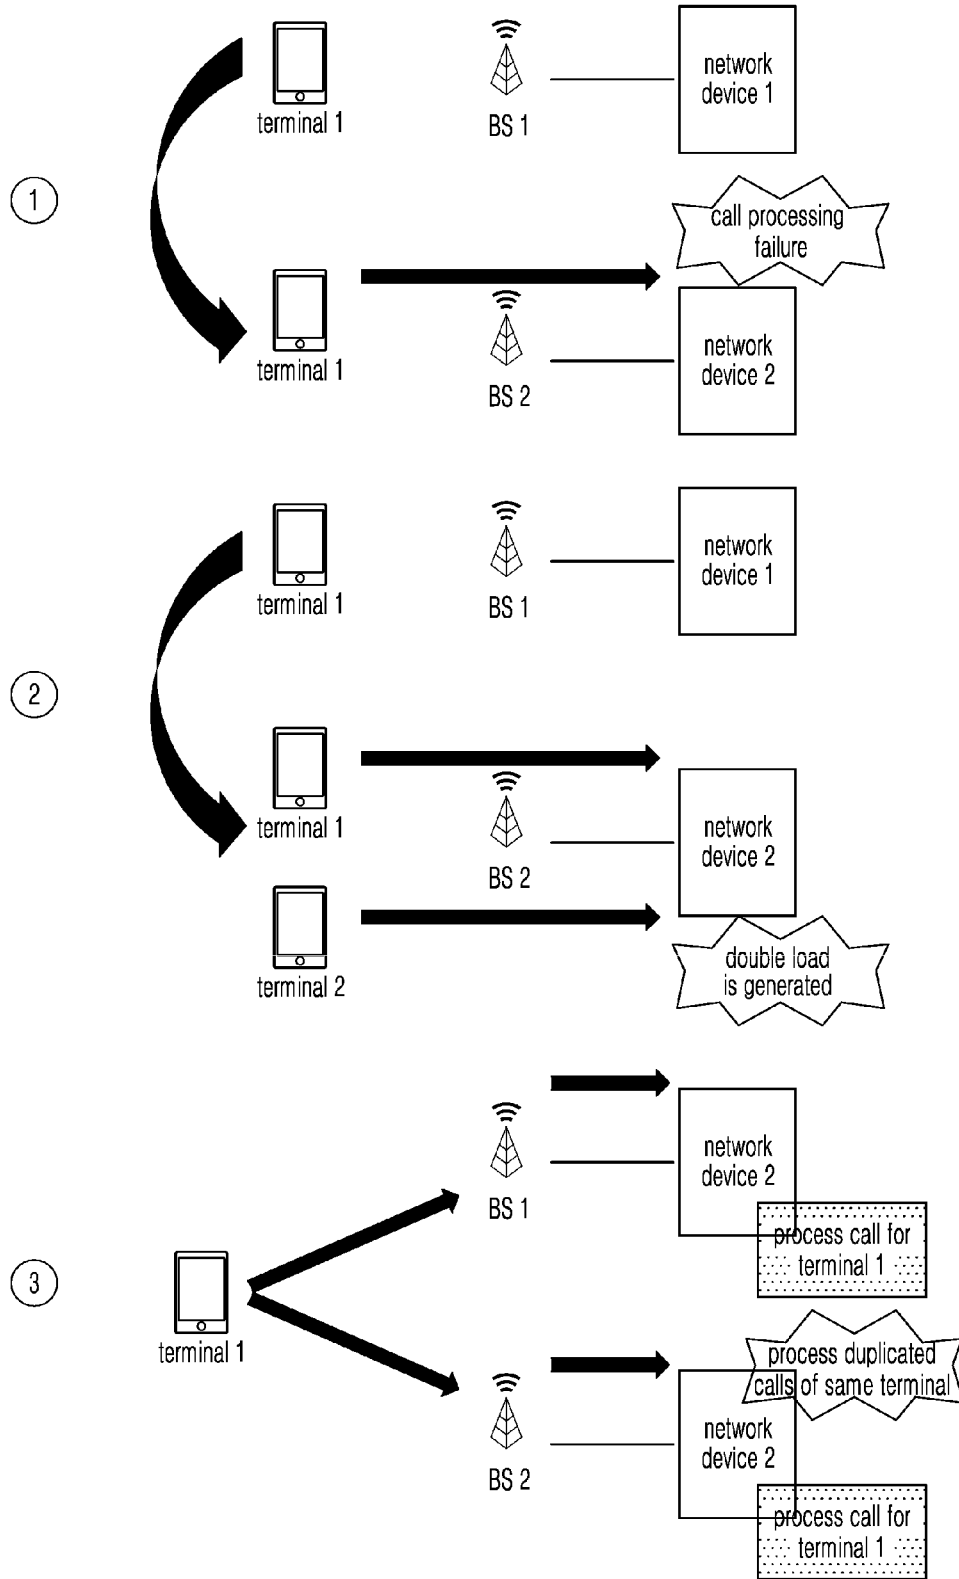 network
device 1
terminal 1
BS 1
1
call processing
failure
terminal 1
BS 2
network
device 2
network
device 1
terminal 1
BS 1
2
terminal 1
BS 2
network
device 2
terminal 2
double load
is generated
network
device 2
BS 1
process call for
terminal 1
3
terminal 1
process duplicated
calls of same terminal
network
device 2
BS 2
process call for
terminal 1